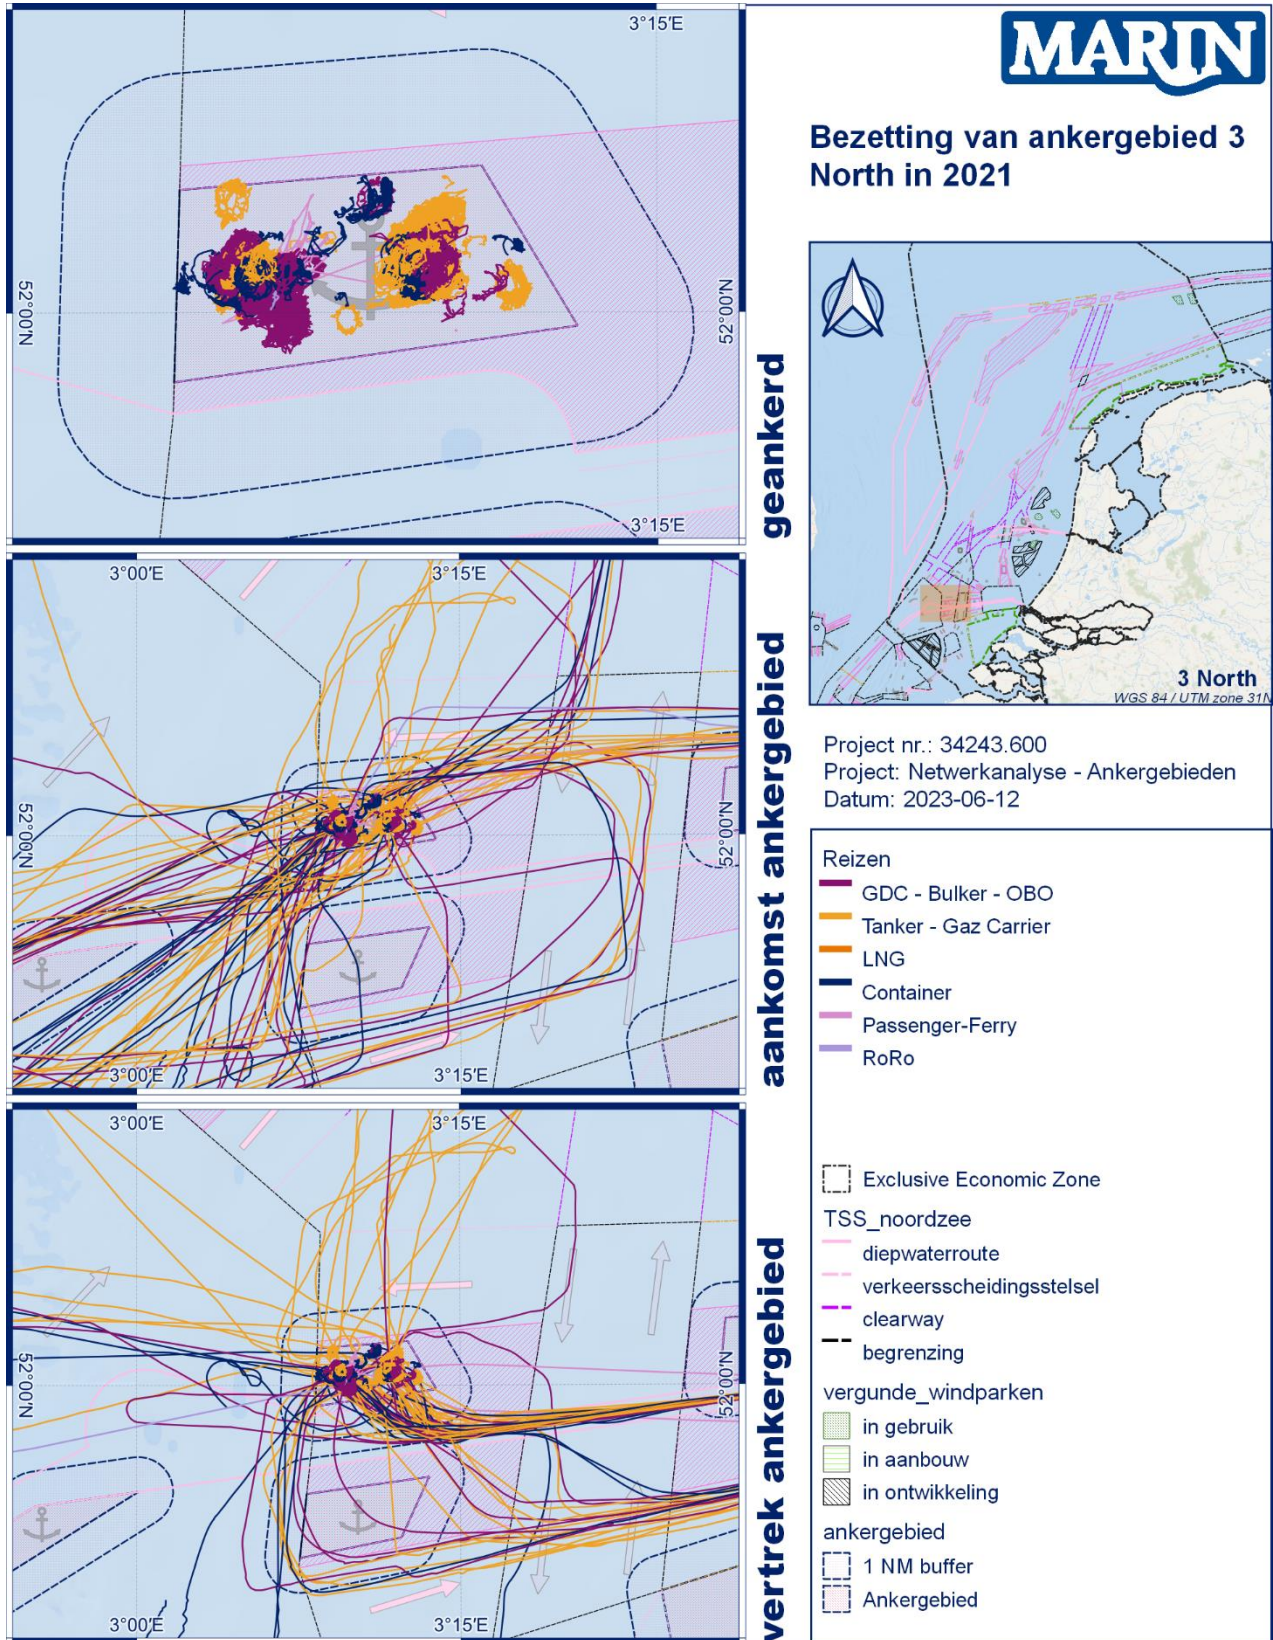 MARIN
Bezetting van ankergebied 3
North in 2021
3°15'E
52°00'N
52°00'N
3°15'E
geankerd
3°00'E
3°15'E
52°00'N
52°00'N
3°00'E
3°15'E
aankomst ankergebied
3°00'E
3°15'E
52°00'N
52°00'N
3°00'E
3°15'E
vertrek ankergebied
3 North
WGS 84 / UTM zone 31N
Project nr.: 34243.600
Project: Netwerkanalyse - Ankergebieden
Datum: 2023-06-12
Reizen
GDC - Bulker - OBO
Tanker - Gaz Carrier
LNG
Container
Passenger-Ferry
RoRo
Exclusive Economic Zone
TSS_noordzee
diepwaterroute
verkeersscheidingsstelsel
clearway
begrenzing
vergunde_windparken
in gebruik
in aanbouw
in ontwikkeling
ankergebied
1 NM buffer
Ankergebied